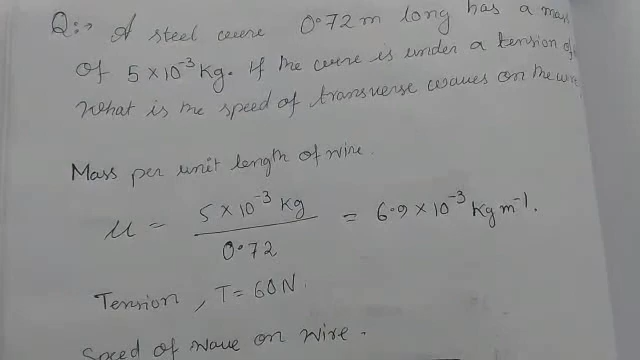 Q:→ A steel wire 0.72 m long has a mass
of 5 × 10⁻³ kg. If the wire is under a tension of
What is the speed of transverse waves on the wire
Mass per unit length of wire.
μ = 5 × 10⁻³ kg / 0.72 = 6.9 × 10⁻³ kg m⁻¹.
Tension, T = 60 N.
Speed of wave on wire.